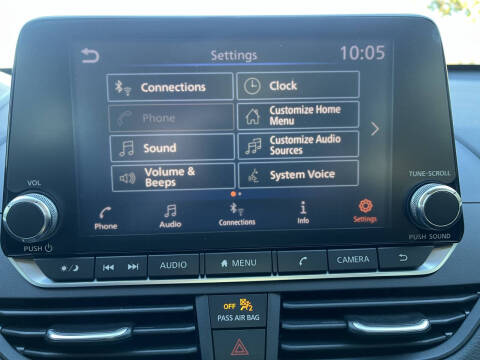 Settings
10:05
Connections
Clock
Phone
Customize Home
Menu
Sound
Customize Audio
Sources
Volume &
Beeps
System Voice
Phone
Audio
Connections
Info
Settings
VOL
PUSH
TUNE·SCROLL
PUSH SOUND
AUDIO
MENU
CAMERA
OFF
PASS AIR BAG